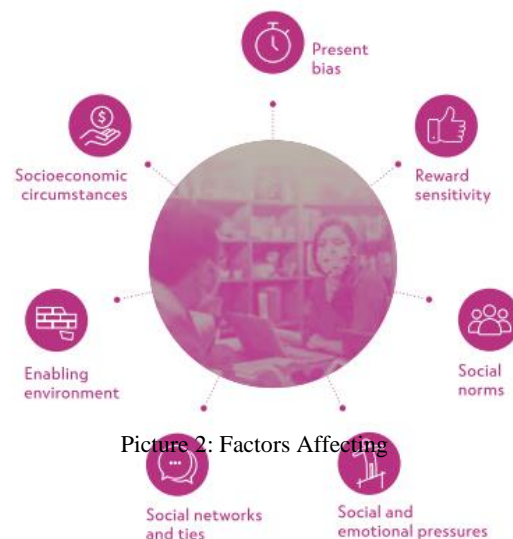 Present
bias
Socioeconomic
circumstances
Reward
sensitivity
Enabling
environment
Social
norms
Picture 2: Factors Affecting
Social networks
and ties
Social and
emotional pressures
$